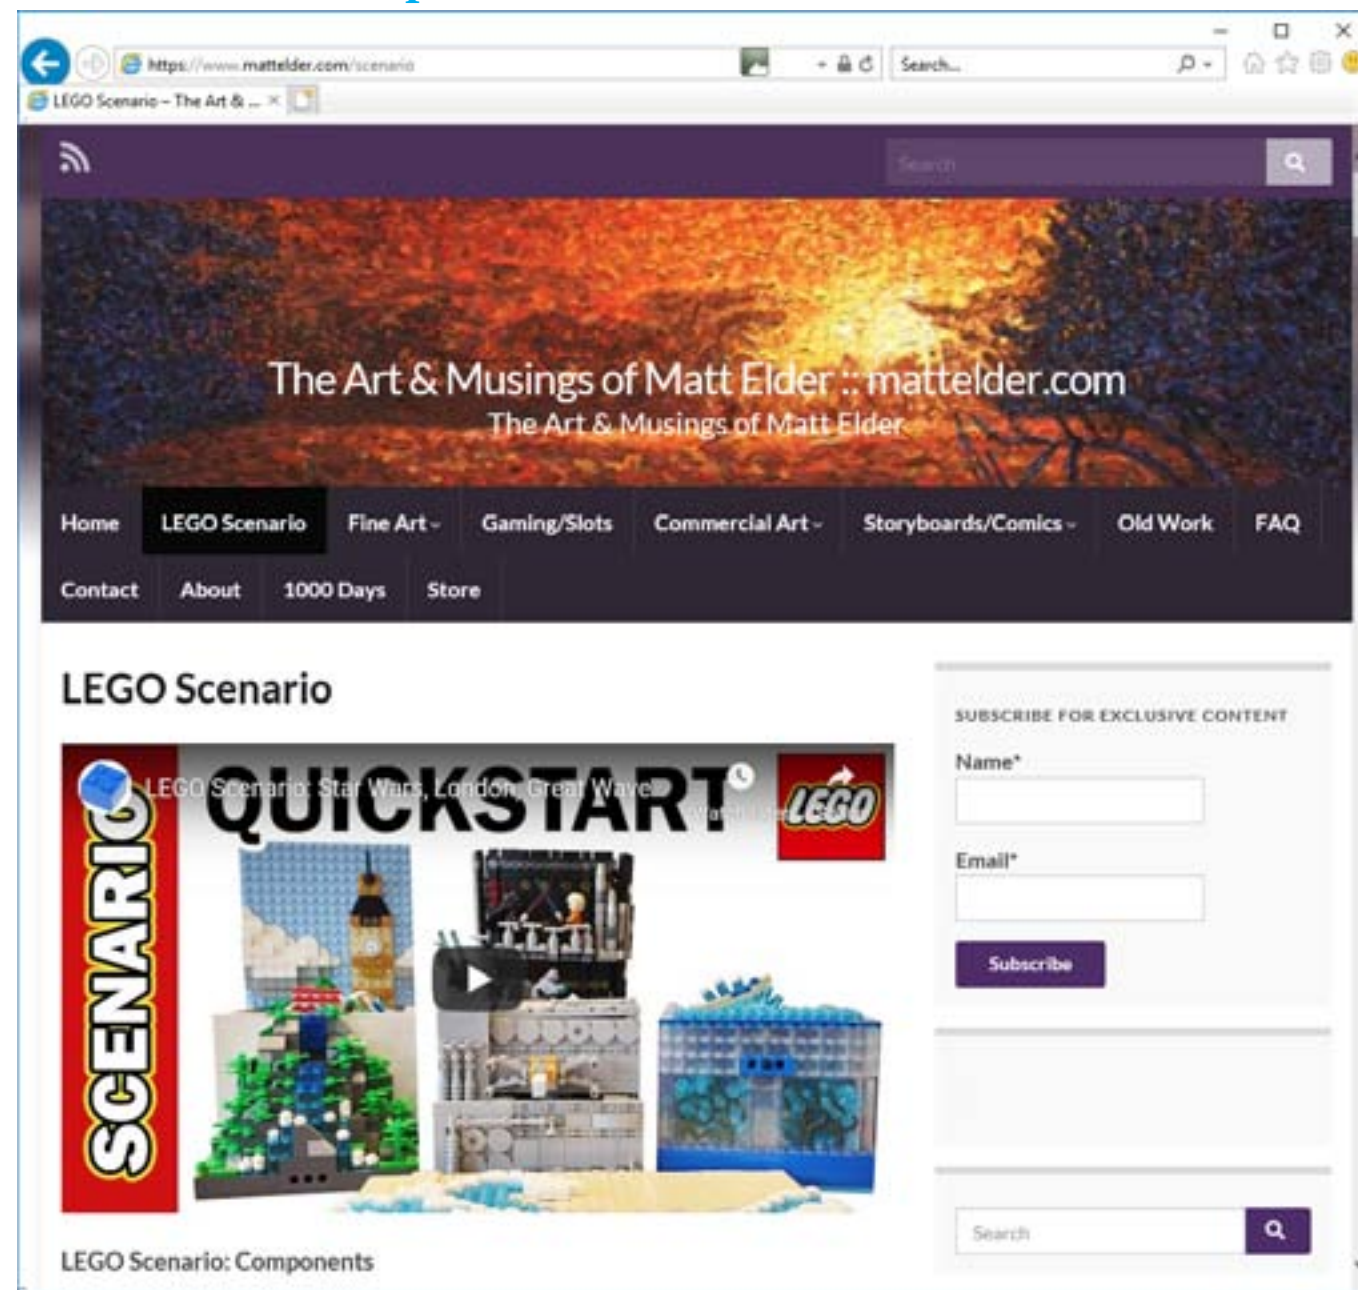 https://www.mattelder.com/scenario
Search...
LEGO Scenario – The Art & ...
Search
The Art & Musings of Matt Elder :: mattelder.com
The Art & Musings of Matt Elder
Home LEGO Scenario Fine Art Gaming/Slots Commercial Art Storyboards/Comics Old Work FAQ
Contact About 1000 Days Store
LEGO Scenario
SUBSCRIBE FOR EXCLUSIVE CONTENT
Name*
Email*
Subscribe
LEGO Scenario: Star Wars, London, Great Wave
QUICKSTART
LEGO
SCENARIO
Search
LEGO Scenario: Components